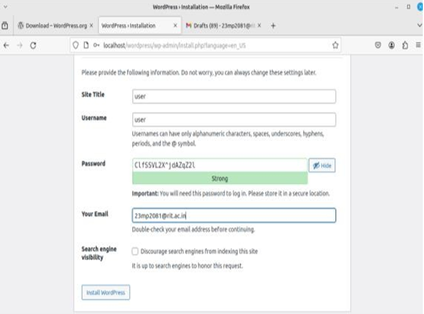 WordPress › Installation — Mozilla Firefox
Download – WordPress.org
WordPress › Installation
Drafts (89) - 23mp2081@
localhost/wordpress/wp-admin/install.php?language=en_US
Please provide the following information. Do not worry, you can always change these settings later.
Site Title
user
Username
user
Usernames can have only alphanumeric characters, spaces, underscores, hyphens,
periods, and the @ symbol.
Password
Hide
Strong
Important: You will need this password to log in. Please store it in a secure location.
Your Email
23mp2081@rit.ac.in
Double-check your email address before continuing.
Search engine
visibility
Discourage search engines from indexing this site
It is up to search engines to honor this request.
Install WordPress